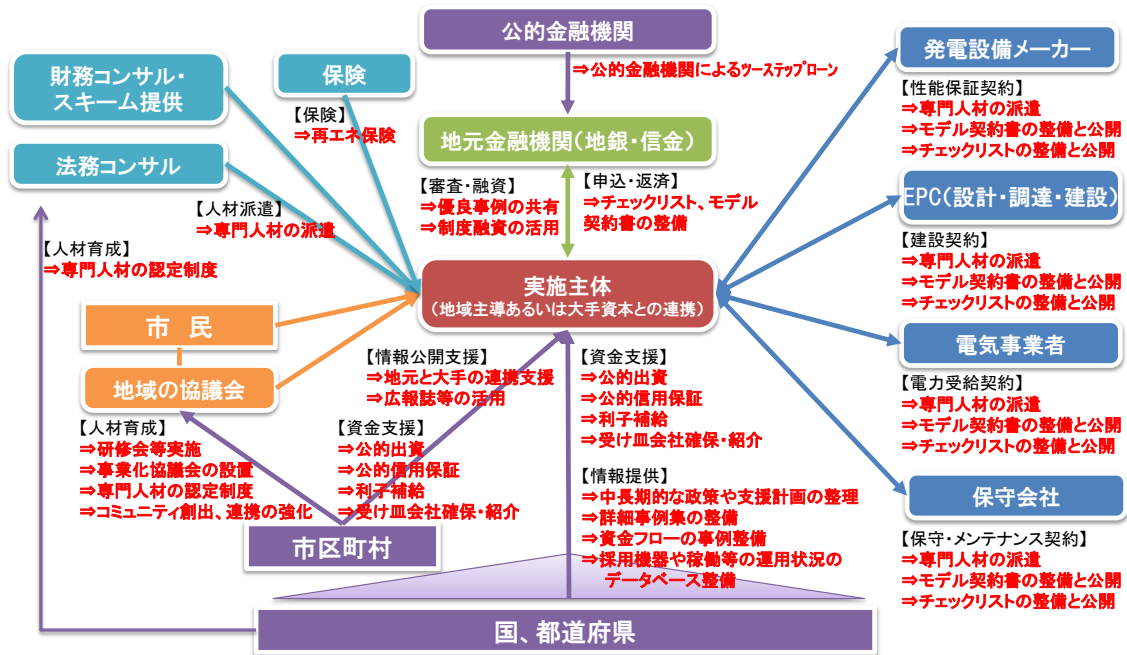 公的金融機関
⇒公的金融機関によるツーステップローン
財務コンサル・
スキーム提供
保険
【保険】
⇒再エネ保険
法務コンサル
【人材派遣】
⇒専門人材の派遣
【人材育成】
⇒専門人材の認定制度
地元金融機関(地銀・信金)
【審査・融資】
⇒優良事例の共有
⇒制度融資の活用
【申込・返済】
⇒チェックリスト、モデル
契約書の整備
実施主体
(地域主導あるいは大手資本との連携)
市 民
地域の協議会
【人材育成】
⇒研修会等実施
⇒事業化協議会の設置
⇒専門人材の認定制度
⇒コミュニティ創出、連携の強化
【情報公開支援】
⇒地元と大手の連携支援
⇒広報誌等の活用
【資金支援】
⇒公的出資
⇒公的信用保証
⇒利子補給
⇒受け皿会社確保・紹介
市区町村
【資金支援】
⇒公的出資
⇒公的信用保証
⇒利子補給
⇒受け皿会社確保・紹介
【情報提供】
⇒中長期的な政策や支援計画の整理
⇒詳細事例集の整備
⇒資金フローの事例整備
⇒採用機器や稼働等の運用状況の
データベース整備
国、都道府県
発電設備メーカー
【性能保証契約】
⇒専門人材の派遣
⇒モデル契約書の整備と公開
⇒チェックリストの整備と公開
EPC(設計・調達・建設)
【建設契約】
⇒専門人材の派遣
⇒モデル契約書の整備と公開
⇒チェックリストの整備と公開
電気事業者
【電力受給契約】
⇒専門人材の派遣
⇒モデル契約書の整備と公開
⇒チェックリストの整備と公開
保守会社
【保守・メンテナンス契約】
⇒専門人材の派遣
⇒モデル契約書の整備と公開
⇒チェックリストの整備と公開